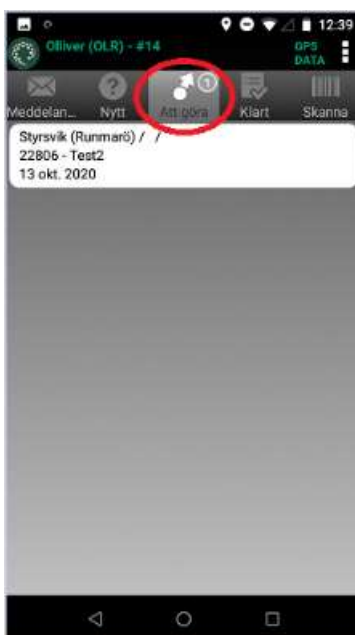 12:39
Olliver (OLR) - #14
GPS
DATA
Meddelan...
Nytt
Att göra
1
Klart
Skanna
Styrsvik (Runmarö) / /
22806 - Test2
13 okt. 2020